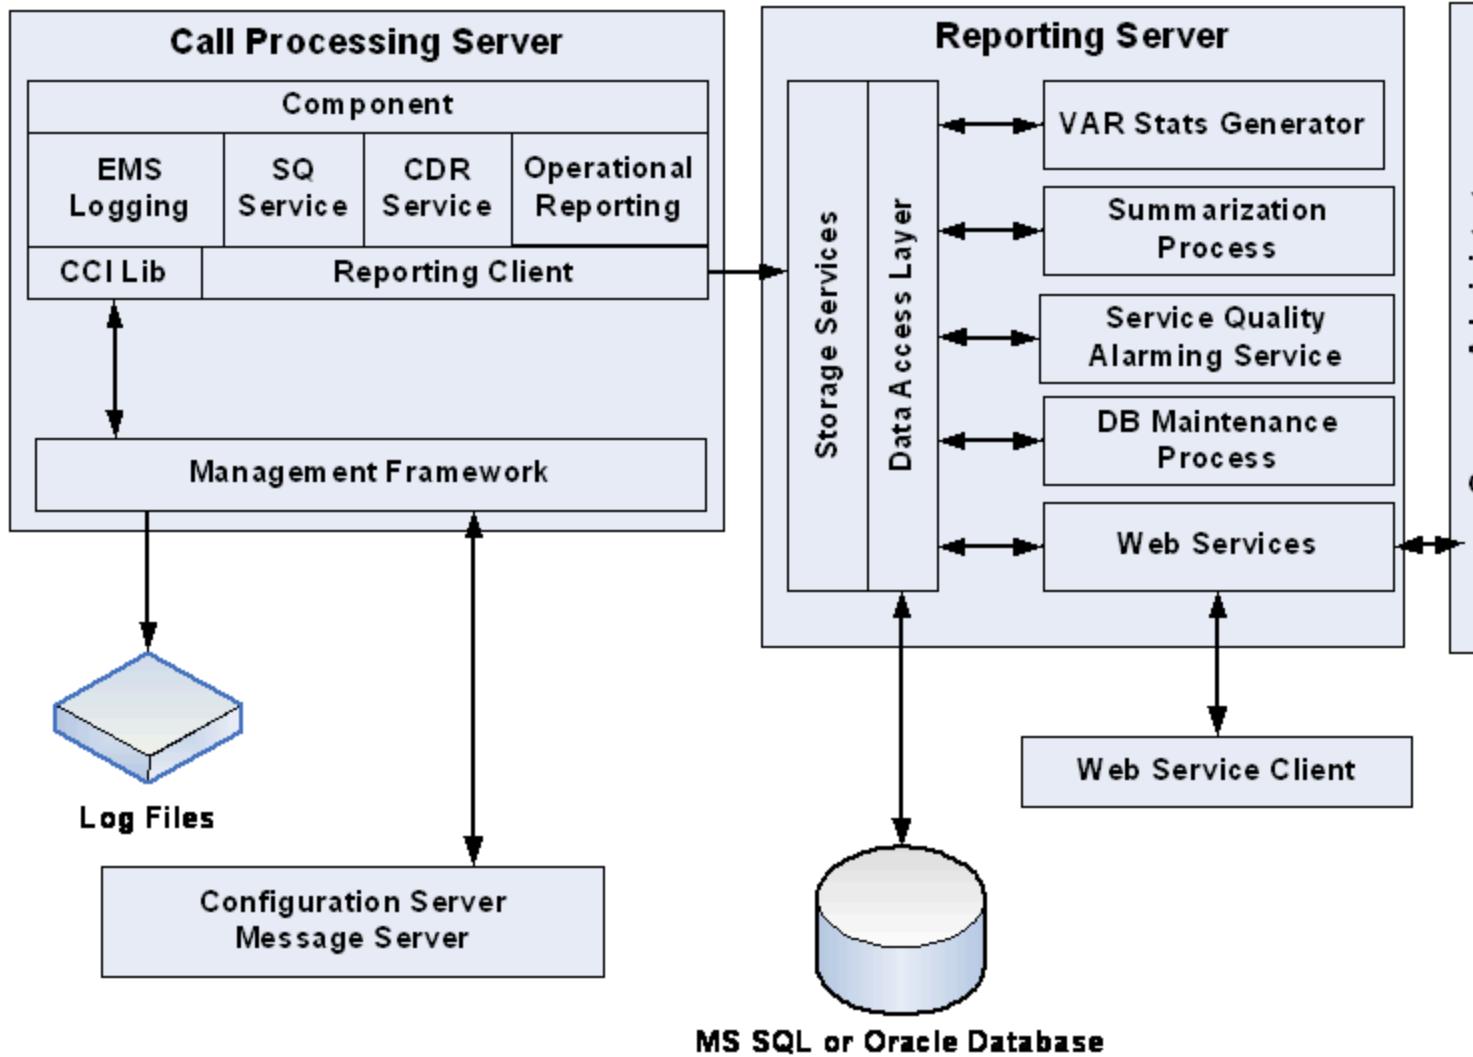 Call Processing Server
Component
EMS
Logging
SQ
Service
CDR
Service
Operational
Reporting
CCI Lib
Reporting Client
Management Framework
Log Files
Configuration Server
Message Server
Reporting Server
Storage Services
Data Access Layer
VAR Stats Generator
Summarization
Process
Service Quality
Alarming Service
DB Maintenance
Process
Web Services
Web Service Client
MS SQL or Oracle Database